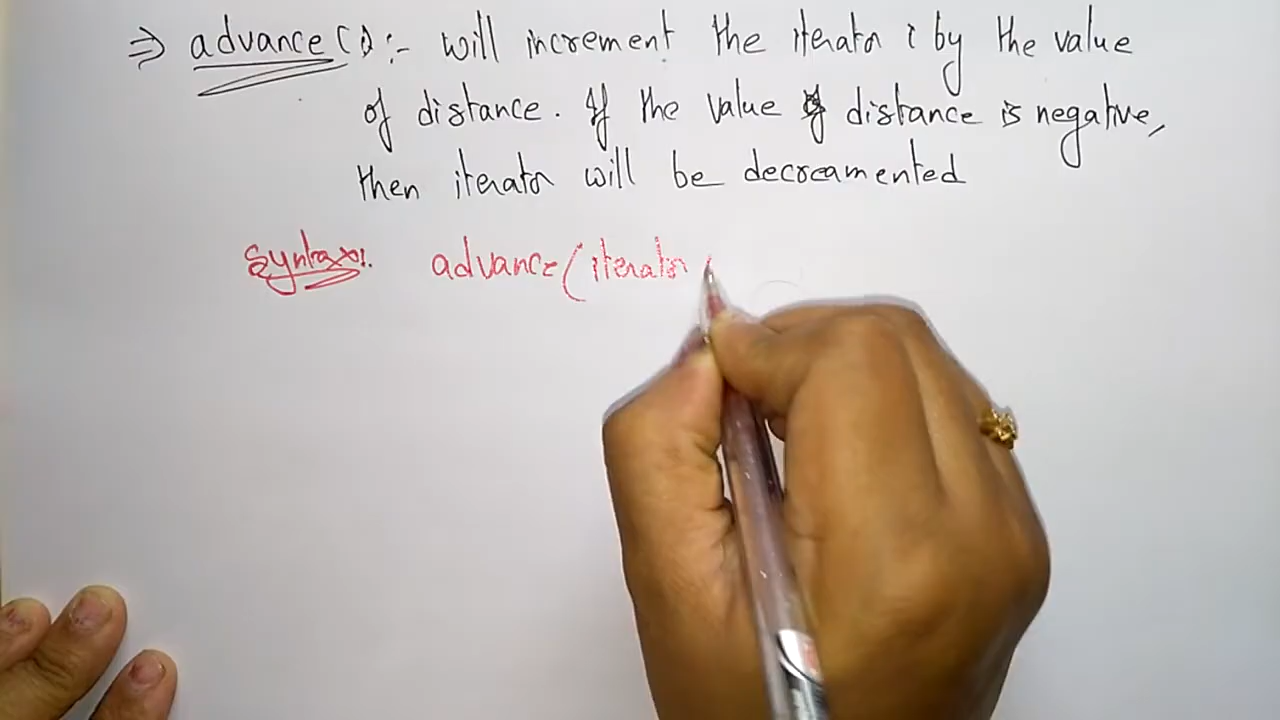 ⇒ advance():- will increment the iterator i by the value
of distance. If the value of distance is negative,
then iterator will be decreamented
Syntax:. advance(iterator